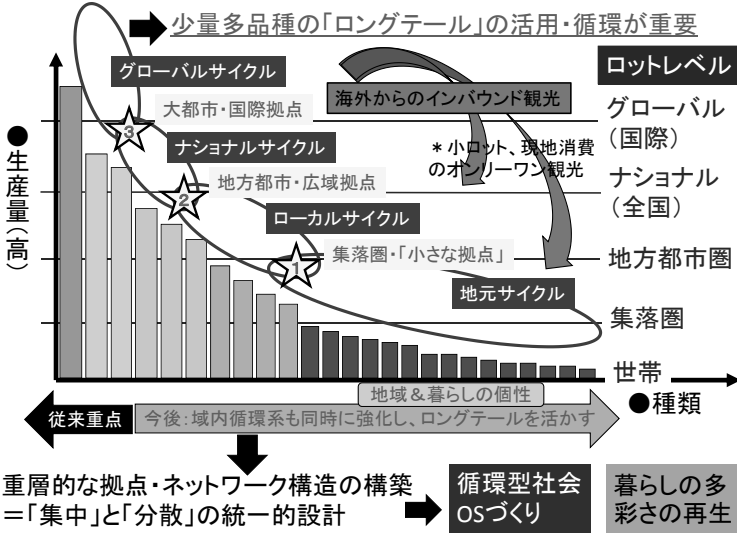 少量多品種の「ロングテール」の活用・循環が重要
グローバルサイクル
ロットレベル
海外からのインバウンド観光
大都市・国際拠点
グローバル
(国際)
3
ナショナルサイクル
*小ロット、現地消費
のオンリーワン観光
地方都市・広域拠点
ナショナル
(全国)
2
ローカルサイクル
●生産量(高)
集落圏・「小さな拠点」
地方都市圏
1
地元サイクル
集落圏
世帯
地域&暮らしの個性
●種類
従来重点
今後:域内循環系も同時に強化し、ロングテールを活かす
重層的な拠点・ネットワーク構造の構築
=「集中」と「分散」の統一的設計
循環型社会
OSづくり
暮らしの多
彩さの再生